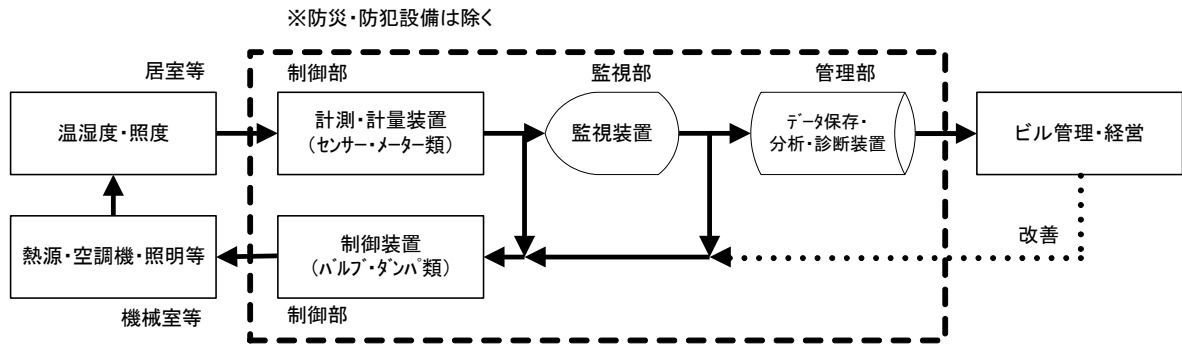 ※防災・防犯設備は除く
居室等
制御部
監視部
管理部
温湿度・照度
計測・計量装置
（ｾﾝｻｰ・ﾒｰﾀｰ類）
監視装置
ﾃﾞｰﾀ保存・
分析・診断装置
ビル管理・経営
熱源・空調機・照明等
制御装置
（ﾊﾞﾙﾌﾞ・ﾀﾞﾝﾊﾟ類）
改善
機械室等
制御部